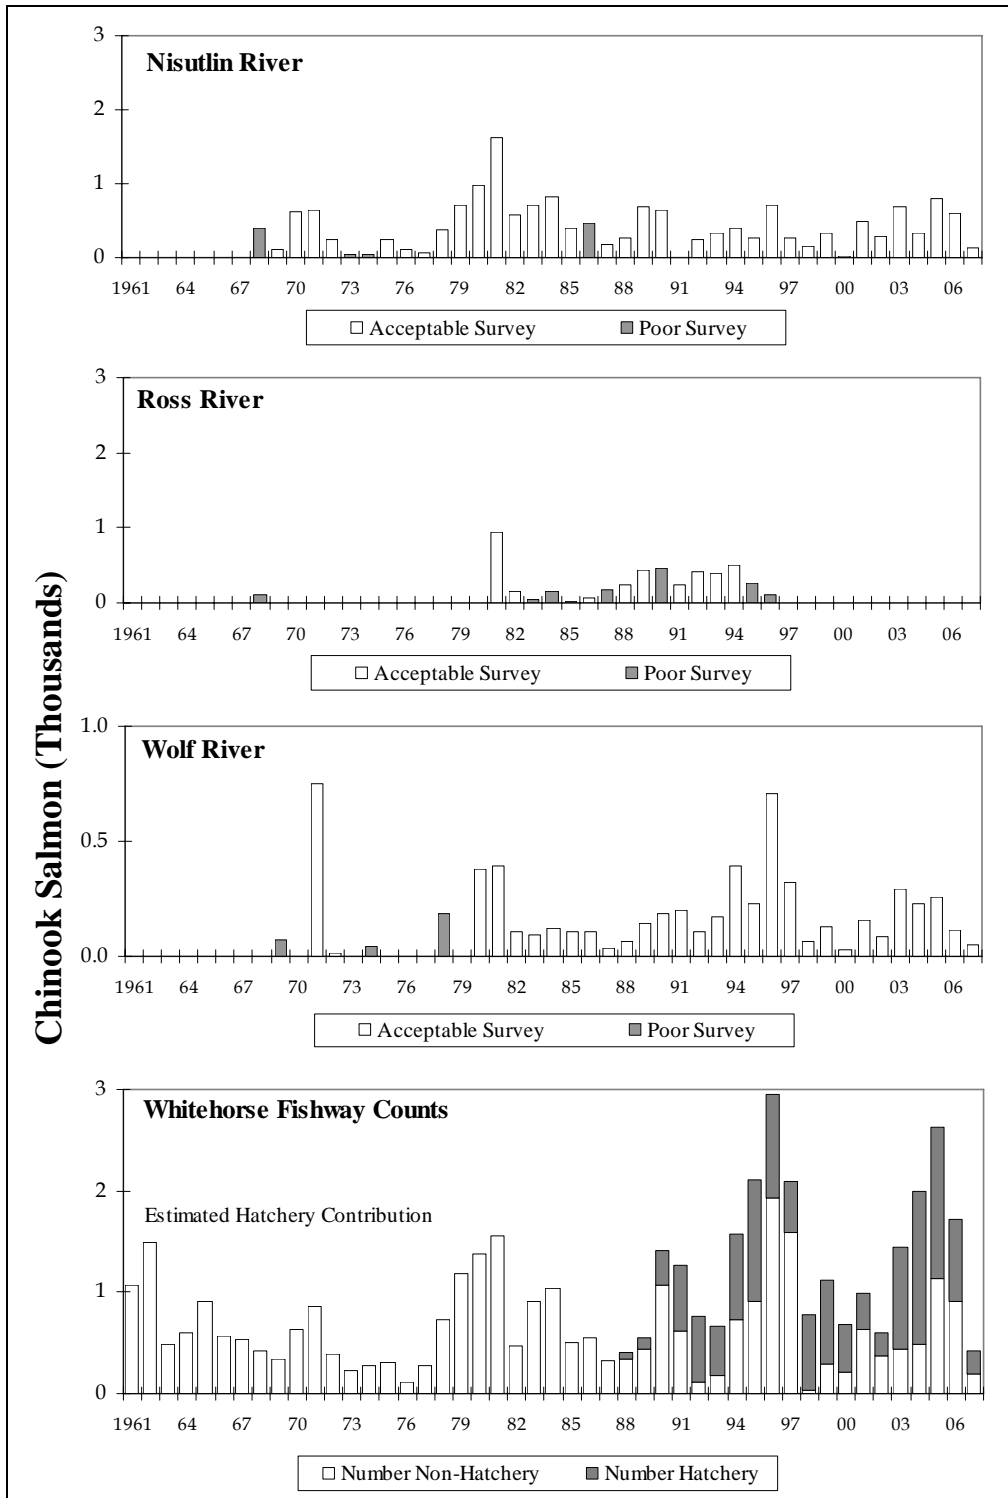 Chinook Salmon (Thousands)
Nisutlin River
3
2
1
0
1961 64 67 70 73 76 79 82 85 88 91 94 97 00 03 06
Acceptable Survey Poor Survey
Ross River
3
2
1
0
1961 64 67 70 73 76 79 82 85 88 91 94 97 00 03 06
Acceptable Survey Poor Survey
Wolf River
1.0
0.5
0.0
1961 64 67 70 73 76 79 82 85 88 91 94 97 00 03 06
Acceptable Survey Poor Survey
Whitehorse Fishway Counts
Estimated Hatchery Contribution
3
2
1
0
1961 64 67 70 73 76 79 82 85 88 91 94 97 00 03 06
Number Non-Hatchery Number Hatchery